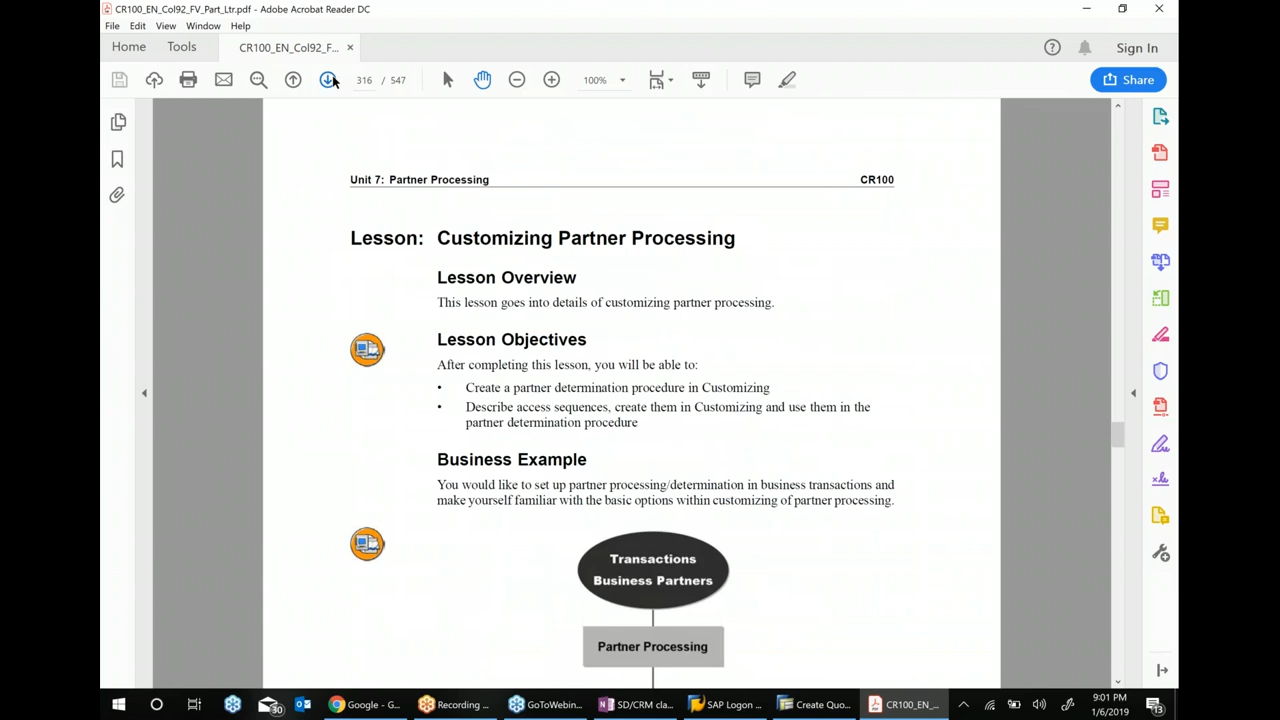 CR100_EN_Col92_FV_Part_Ltr.pdf - Adobe Acrobat Reader DC
File Edit View Window Help
Home Tools CR100_EN_Col92_F... × Sign In
316 / 547 100% Share
Unit 7: Partner Processing CR100
Lesson: Customizing Partner Processing
Lesson Overview
This lesson goes into details of customizing partner processing.
Lesson Objectives
After completing this lesson, you will be able to:
• Create a partner determination procedure in Customizing
• Describe access sequences, create them in Customizing and use them in the
partner determination procedure
Business Example
You would like to set up partner processing/determination in business transactions and
make yourself familiar with the basic options within customizing of partner processing.
Transactions
Business Partners
Partner Processing
30 Google - G... Recording ... GoToWebin... SD/CRM cla... SAP Logon ... Create Quo... CR100_EN_... 9:01 PM
1/6/2019 13